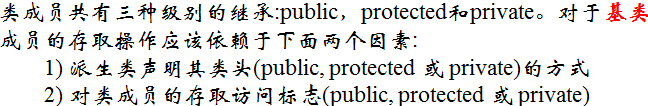 类成员共有三种级别的继承:public，protected和private。对于基类
成员的存取操作应该依赖于下面两个因素:
1) 派生类声明其类头(public, protected 或 private)的方式
2) 对类成员的存取访问标志(public, protected 或 private)